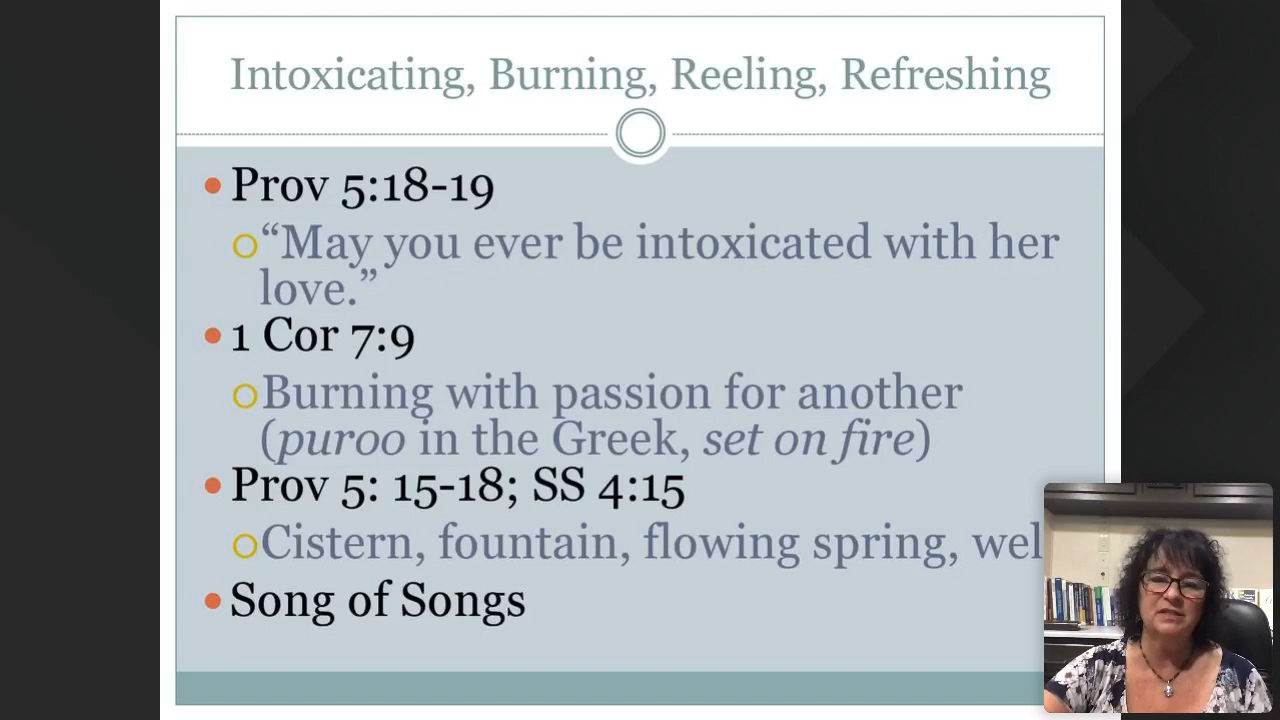 Intoxicating, Burning, Reeling, Refreshing
Prov 5:18-19
“May you ever be intoxicated with her
love.”
1 Cor 7:9
Burning with passion for another
(puroo in the Greek, set on fire)
Prov 5: 15-18; SS 4:15
Cistern, fountain, flowing spring, wel
Song of Songs